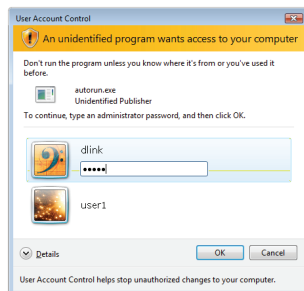 User Account Control
An unidentified program wants access to your computer
Don't run the program unless you know where it's from or you've used it
before.
autorun.exe
Unidentified Publisher
To continue, type an administrator password, and then click OK.
dlink
•••••
user1
Details
OK
Cancel
User Account Control helps stop unauthorized changes to your computer.